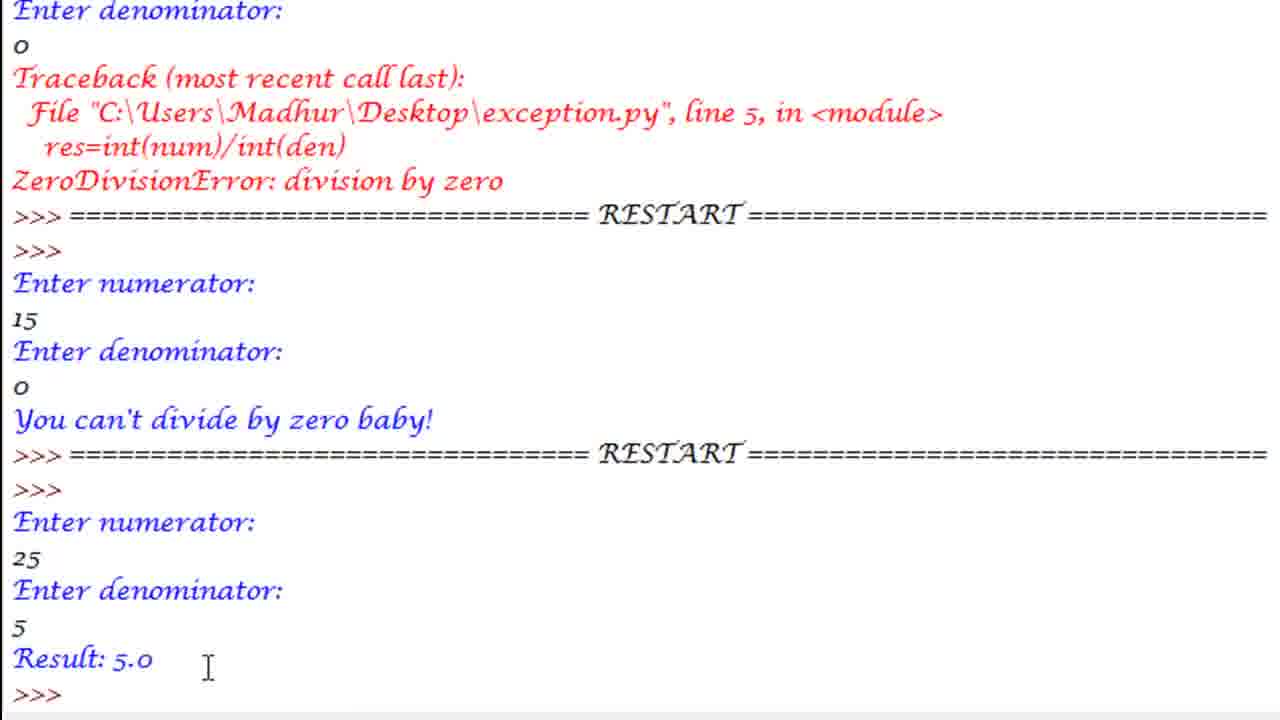 Enter denominator:
0
Traceback (most recent call last):
  File "C:\Users\Madhur\Desktop\exception.py", line 5, in <module>
    res=int(num)/int(den)
ZeroDivisionError: division by zero
>>> ================================ RESTART ================================
>>>
Enter numerator:
15
Enter denominator:
0
You can't divide by zero baby!
>>> ================================ RESTART ================================
>>>
Enter numerator:
25
Enter denominator:
5
Result: 5.0
>>>